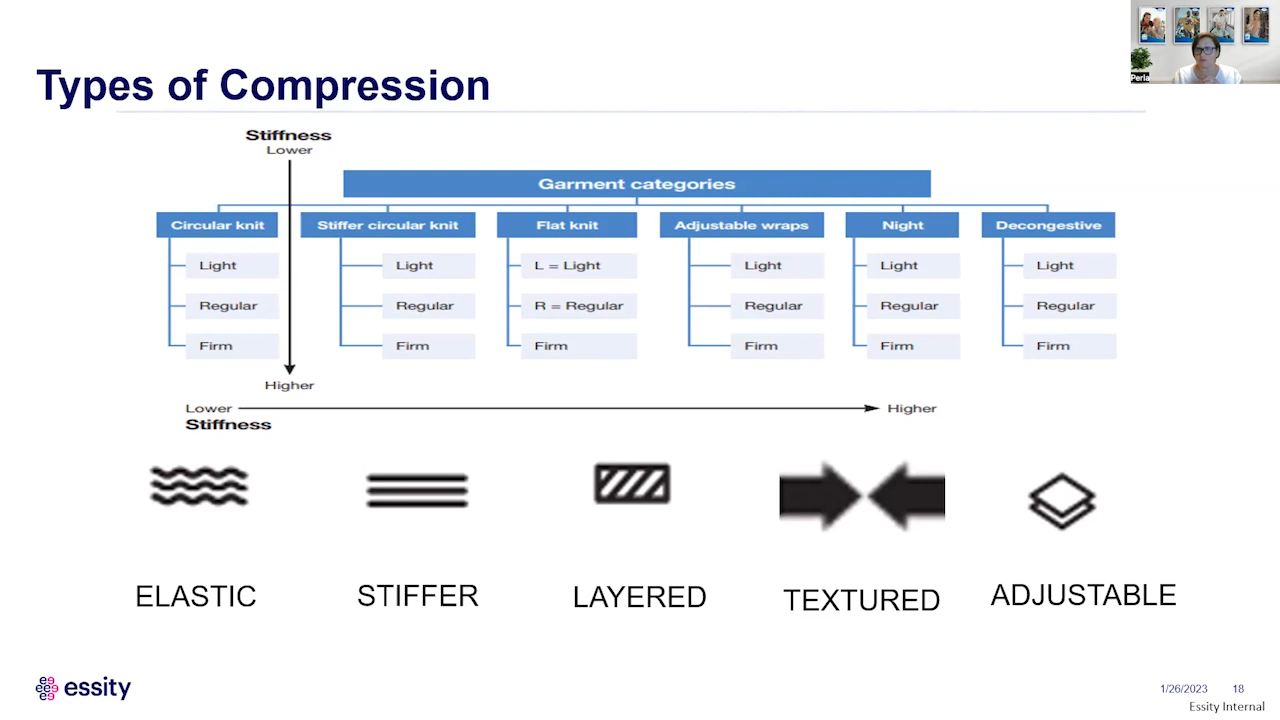 Types of Compression
Perla
Stiffness
Lower
Garment categories
Circular knit
Stiffer circular knit
Flat knit
Adjustable wraps
Night
Decongestive
Light
Light
L = Light
Light
Light
Light
Regular
Regular
R = Regular
Regular
Regular
Regular
Firm
Firm
Firm
Firm
Firm
Firm
Higher
Lower
Higher
Stiffness
ELASTIC
STIFFER
LAYERED
TEXTURED
ADJUSTABLE
essity
1/26/2023
18
Essity Internal